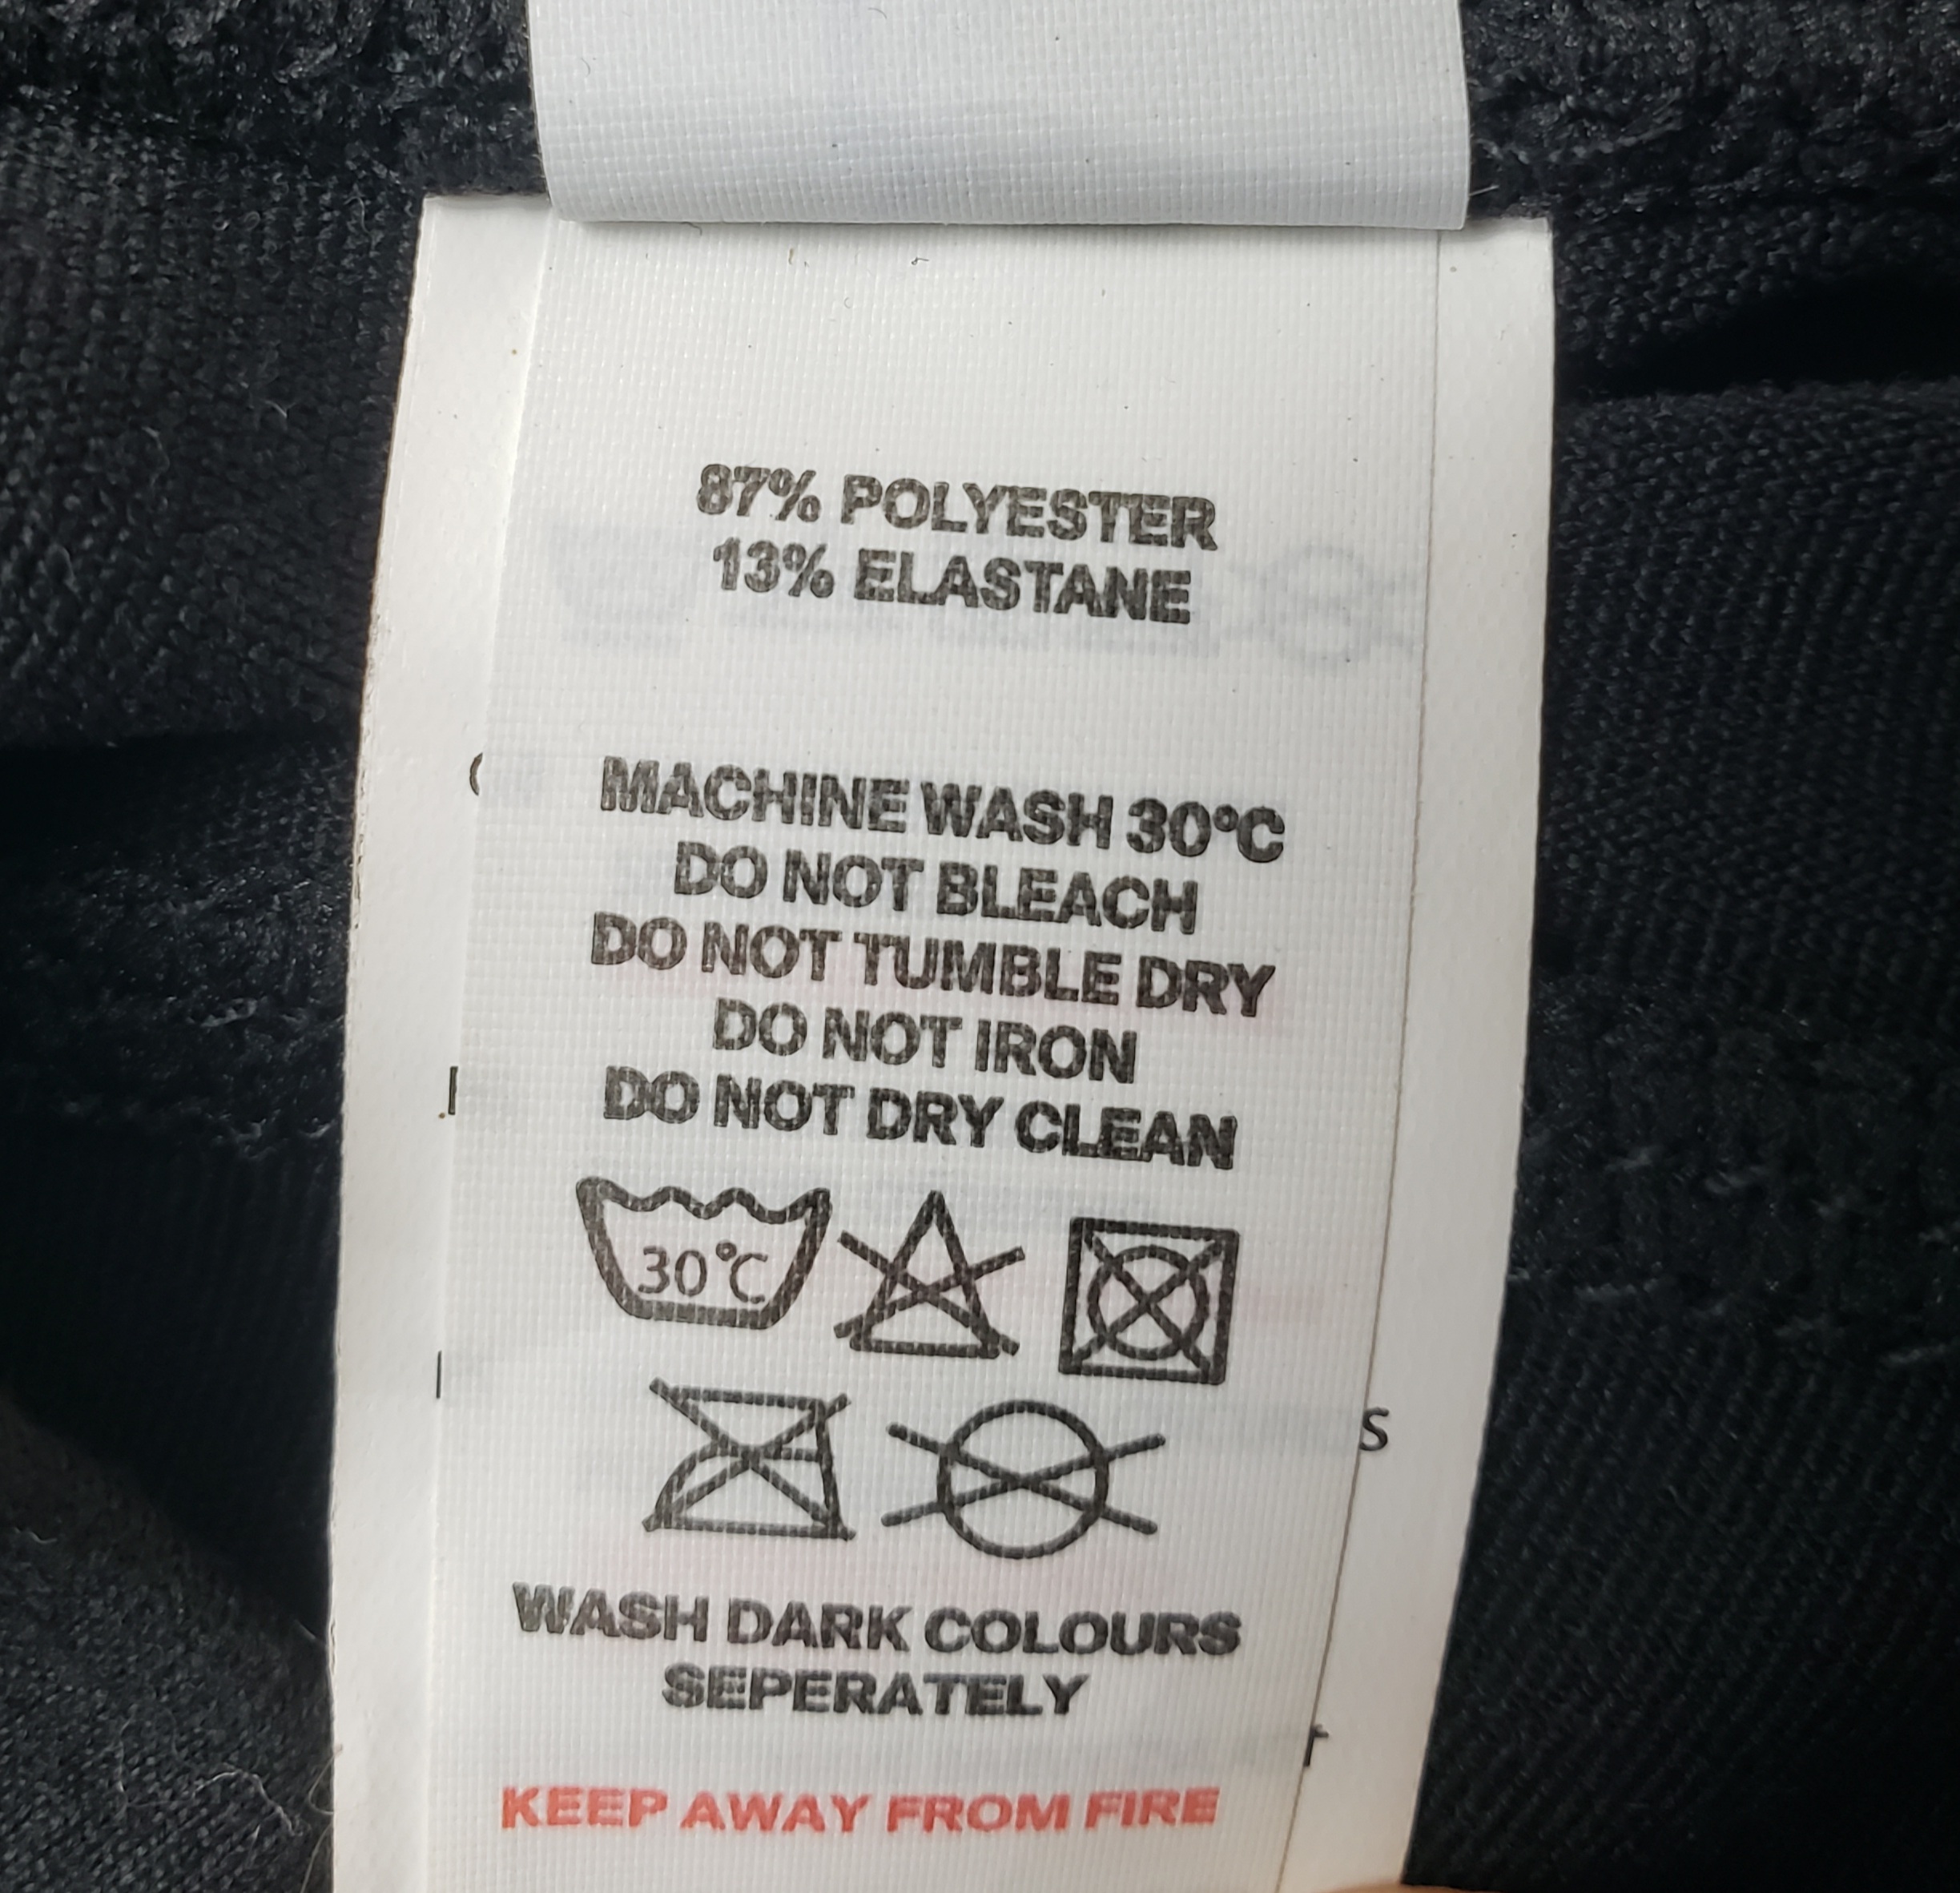 87% POLYESTER
13% ELASTANE
MACHINE WASH 30°C
DO NOT BLEACH
DO NOT TUMBLE DRY
DO NOT IRON
DO NOT DRY CLEAN
30°C
WASH DARK COLOURS
SEPERATELY
KEEP AWAY FROM FIRE